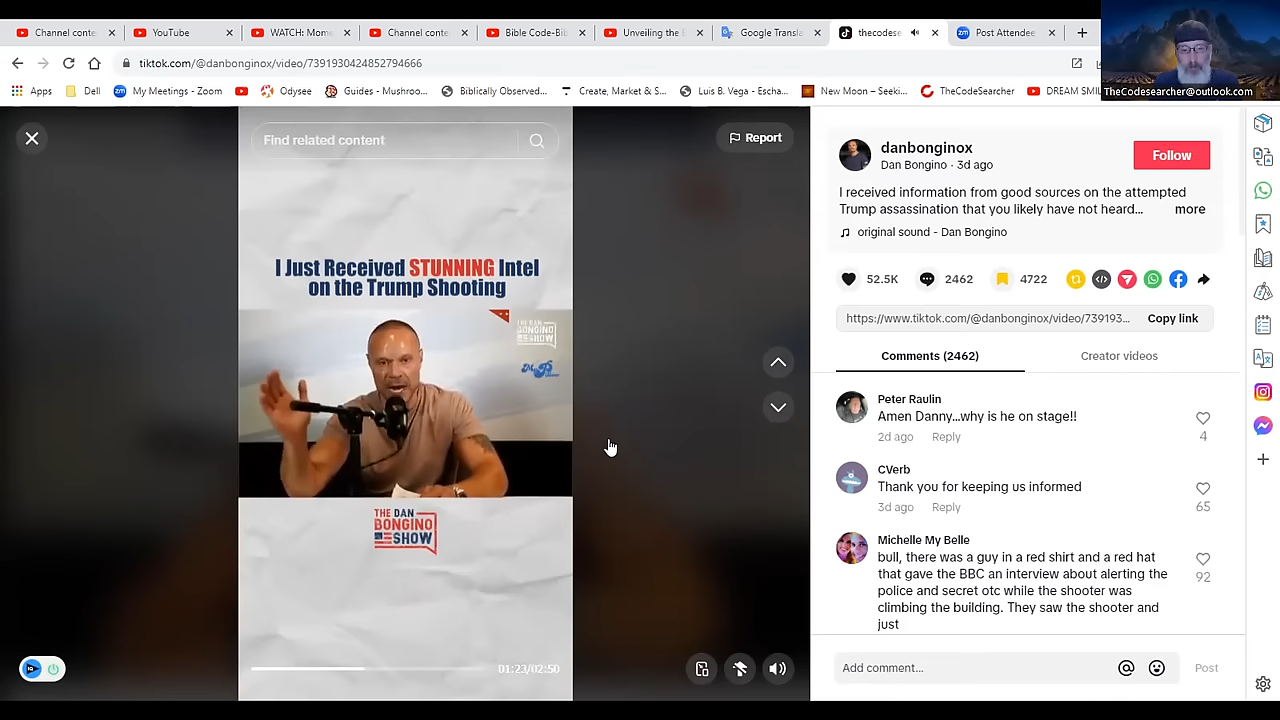 Channel conte
YouTube
WATCH: Mome
Channel conte
Bible Code-Bib
Unveiling the
Google Transla
thecodese
Post Attendee
tiktok.com/@danbonginox/video/7391930424852794666
Apps
Dell
My Meetings - Zoom
Odysee
Guides - Mushroo...
Biblically Observed...
Create, Market & S...
Luis B. Vega - Escha...
New Moon – Seeki...
TheCodeSearcher
DREAM SMI
TheCodesearcher@outlook.com
Find related content
Report
I Just Received STUNNING Intel
on the Trump Shooting
THE DAN
BONGINO
SHOW
THE DAN
BONGINO
SHOW
01:23/02:50
danbonginox
Dan Bongino · 3d ago
Follow
I received information from good sources on the attempted
Trump assassination that you likely have not heard... more
original sound - Dan Bongino
52.5K
2462
4722
https://www.tiktok.com/@danbonginox/video/739193...
Copy link
Comments (2462)
Creator videos
Peter Raulin
Amen Danny...why is he on stage!!
2d ago Reply
4
CVerb
Thank you for keeping us informed
3d ago Reply
65
Michelle My Belle
bull, there was a guy in a red shirt and a red hat
that gave the BBC an interview about alerting the
police and secret otc while the shooter was
climbing the building. They saw the shooter and
just
92
Add comment...
Post